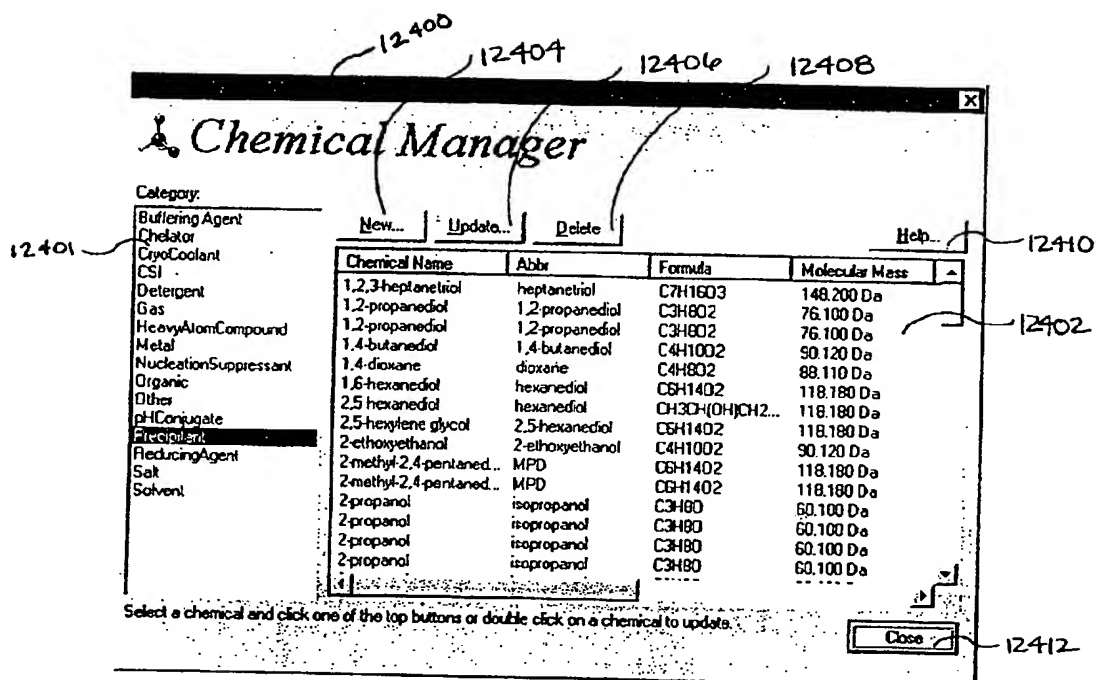 12400
12404
12406
12408
Chemical Manager
Category:
Buffering Agent
Chelator
CryoCoolant
CSI
Detergent
Gas
HeavyAtomCompound
Metal
NucleationSuppressant
Organic
Other
pHConjugate
Precipitant
ReducingAgent
Salt
Solvent
12401
New... Update... Delete
Help...
12410
Chemical Name Abbr Formula Molecular Mass
1,2,3-heptanetriol heptanetriol C7H16O3 148.200 Da
1,2-propanediol 1,2-propanediol C3H8O2 76.100 Da
1,2-propanediol 1,2-propanediol C3H8O2 76.100 Da
1,4-butanediol 1,4-butanediol C4H10O2 90.120 Da
1,4-dioxane dioxane C4H8O2 88.110 Da
1,6-hexanediol hexanediol C6H14O2 118.180 Da
2,5 hexanediol hexanediol CH3CH(OH)CH2... 118.180 Da
2,5-hexylene glycol 2,5-hexanediol C6H14O2 118.180 Da
2-ethoxyethanol 2-ethoxyethanol C4H10O2 90.120 Da
2-methyl-2,4-pentaned... MPD C6H14O2 118.180 Da
2-methyl-2,4-pentaned... MPD C6H14O2 118.180 Da
2-propanol isopropanol C3H8O 60.100 Da
2-propanol isopropanol C3H8O 60.100 Da
2-propanol isopropanol C3H8O 60.100 Da
2-propanol isopropanol C3H8O 60.100 Da
12402
Select a chemical and click one of the top buttons or double click on a chemical to update.
Close
12412